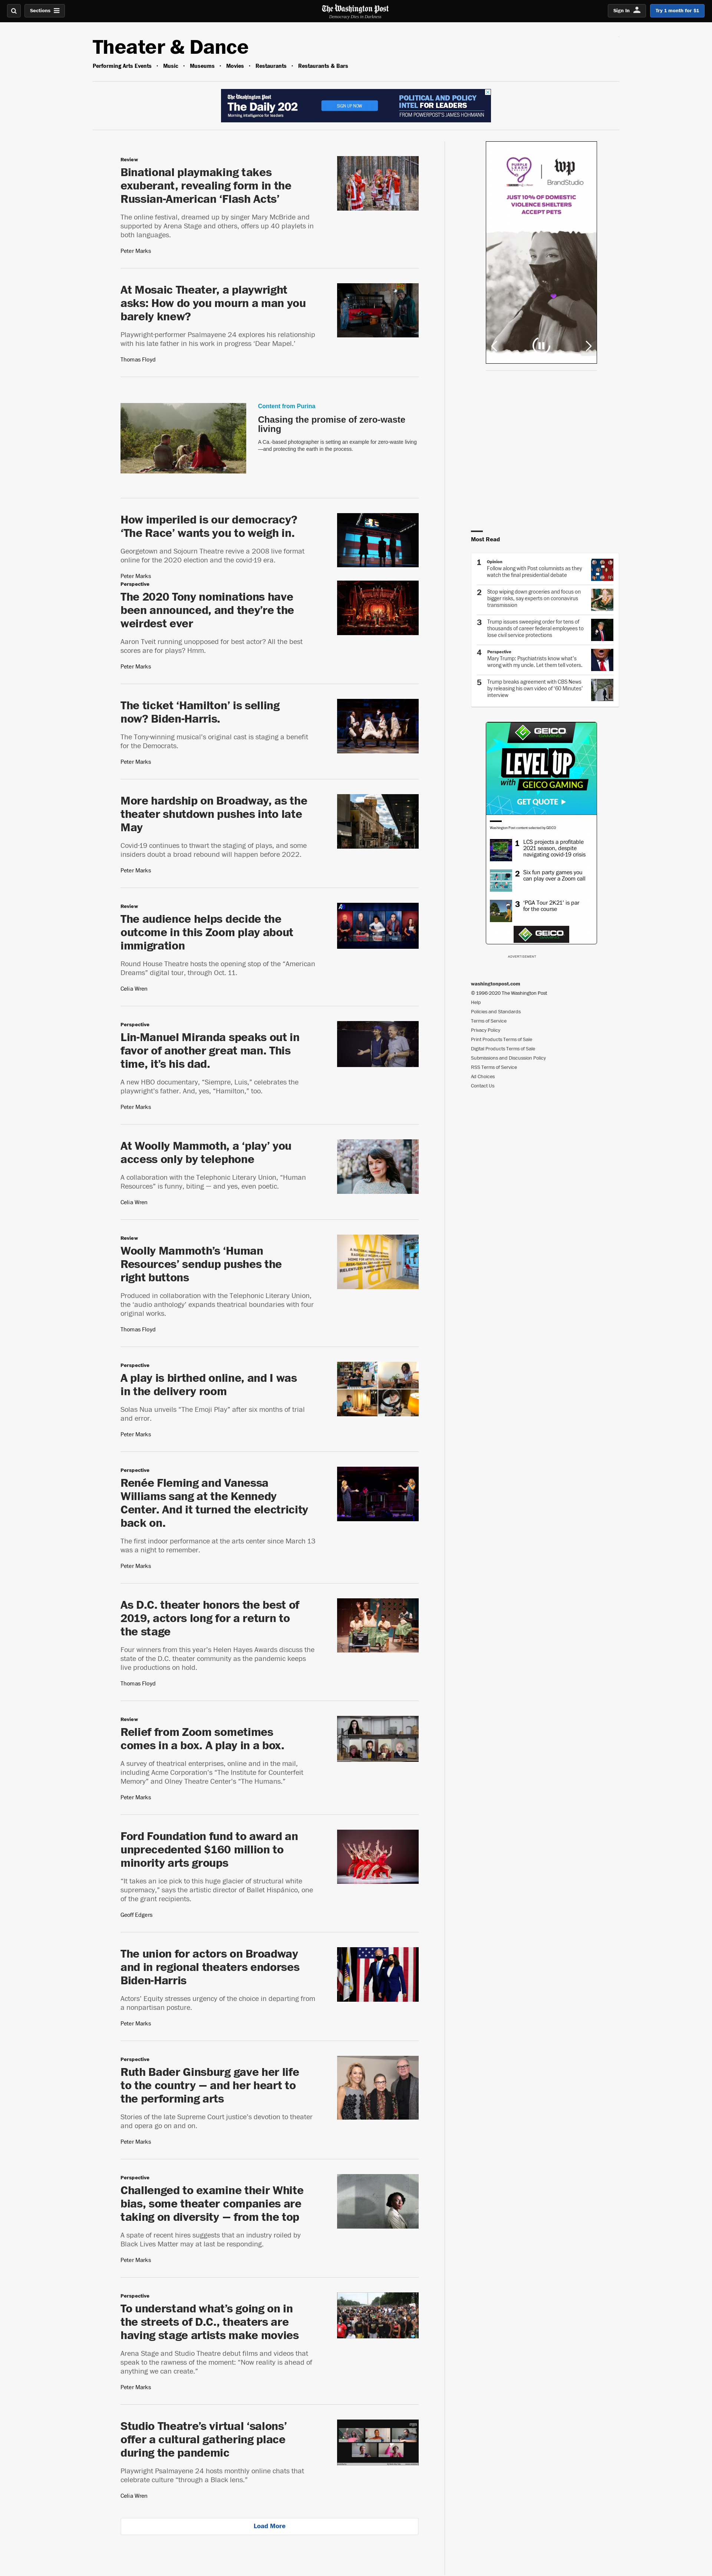 Sections
The Washington Post
Democracy Dies in Darkness
Sign In
Try 1 month for $1
Theater & Dance
Performing Arts Events • Music • Museums • Movies • Restaurants • Restaurants & Bars
The Washington Post
The Daily 202
Morning intelligence for leaders
SIGN UP NOW
POLITICAL AND POLICY
INTEL FOR LEADERS
FROM POWERPOST'S JAMES HOHMANN
Review
Binational playmaking takes
exuberant, revealing form in the
Russian-American ‘Flash Acts’
The online festival, dreamed up by singer Mary McBride and
supported by Arena Stage and others, offers up 40 playlets in
both languages.
Peter Marks
At Mosaic Theater, a playwright
asks: How do you mourn a man you
barely knew?
Playwright-performer Psalmayene 24 explores his relationship
with his late father in his work in progress ‘Dear Mapel.’
Thomas Floyd
Content from Purina
Chasing the promise of zero-waste
living
A Ca.-based photographer is setting an example for zero-waste living
—and protecting the earth in the process.
How imperiled is our democracy?
‘The Race’ wants you to weigh in.
Georgetown and Sojourn Theatre revive a 2008 live format
online for the 2020 election and the covid-19 era.
Peter Marks
Perspective
The 2020 Tony nominations have
been announced, and they’re the
weirdest ever
Aaron Tveit running unopposed for best actor? All the best
scores are for plays? Hmm.
Peter Marks
The ticket ‘Hamilton’ is selling
now? Biden-Harris.
The Tony-winning musical’s original cast is staging a benefit
for the Democrats.
Peter Marks
More hardship on Broadway, as the
theater shutdown pushes into late
May
Covid-19 continues to thwart the staging of plays, and some
insiders doubt a broad rebound will happen before 2022.
Peter Marks
Review
The audience helps decide the
outcome in this Zoom play about
immigration
Round House Theatre hosts the opening stop of the “American
Dreams” digital tour, through Oct. 11.
Celia Wren
Perspective
Lin-Manuel Miranda speaks out in
favor of another great man. This
time, it’s his dad.
A new HBO documentary, “Siempre, Luis,” celebrates the
playwright’s father. And, yes, “Hamilton,” too.
Peter Marks
At Woolly Mammoth, a ‘play’ you
access only by telephone
A collaboration with the Telephonic Literary Union, “Human
Resources” is funny, biting — and yes, even poetic.
Celia Wren
Review
Woolly Mammoth’s ‘Human
Resources’ sendup pushes the
right buttons
Produced in collaboration with the Telephonic Literary Union,
the ‘audio anthology’ expands theatrical boundaries with four
original works.
Thomas Floyd
Perspective
A play is birthed online, and I was
in the delivery room
Solas Nua unveils “The Emoji Play” after six months of trial
and error.
Peter Marks
Perspective
Renée Fleming and Vanessa
Williams sang at the Kennedy
Center. And it turned the electricity
back on.
The first indoor performance at the arts center since March 13
was a night to remember.
Peter Marks
As D.C. theater honors the best of
2019, actors long for a return to
the stage
Four winners from this year’s Helen Hayes Awards discuss the
state of the D.C. theater community as the pandemic keeps
live productions on hold.
Thomas Floyd
Review
Relief from Zoom sometimes
comes in a box. A play in a box.
A survey of theatrical enterprises, online and in the mail,
including Acme Corporation’s “The Institute for Counterfeit
Memory” and Olney Theatre Center’s “The Humans.”
Peter Marks
Ford Foundation fund to award an
unprecedented $160 million to
minority arts groups
“It takes an ice pick to this huge glacier of structural white
supremacy,” says the artistic director of Ballet Hispánico, one
of the grant recipients.
Geoff Edgers
The union for actors on Broadway
and in regional theaters endorses
Biden-Harris
Actors’ Equity stresses urgency of the choice in departing from
a nonpartisan posture.
Peter Marks
Perspective
Ruth Bader Ginsburg gave her life
to the country — and her heart to
the performing arts
Stories of the late Supreme Court justice’s devotion to theater
and opera go on and on.
Peter Marks
Perspective
Challenged to examine their White
bias, some theater companies are
taking on diversity — from the top
A spate of recent hires suggests that an industry roiled by
Black Lives Matter may at last be responding.
Peter Marks
Perspective
To understand what’s going on in
the streets of D.C., theaters are
having stage artists make movies
Arena Stage and Studio Theatre debut films and videos that
speak to the rawness of the moment: “Now reality is ahead of
anything we can create.”
Peter Marks
Studio Theatre’s virtual ‘salons’
offer a cultural gathering place
during the pandemic
Playwright Psalmayene 24 hosts monthly online chats that
celebrate culture “through a Black lens.”
Celia Wren
Load More
PURPLE LEASH
wp
BrandStudio
JUST 10% OF DOMESTIC
VIOLENCE SHELTERS
ACCEPT PETS
Most Read
1
Opinion
Follow along with Post columnists as they
watch the final presidential debate
2
Stop wiping down groceries and focus on
bigger risks, say experts on coronavirus
transmission
3
Trump issues sweeping order for tens of
thousands of career federal employees to
lose civil service protections
4
Perspective
Mary Trump: Psychiatrists know what’s
wrong with my uncle. Let them tell voters.
5
Trump breaks agreement with CBS News
by releasing his own video of ‘60 Minutes’
interview
GEICO
LEVEL UP
with GEICO GAMING
GET QUOTE
Washington Post content selected by GEICO
1 LCS projects a profitable
2021 season, despite
navigating covid-19 crisis
2 Six fun party games you
can play over a Zoom call
3 ‘PGA Tour 2K21’ is par
for the course
GEICO
ADVERTISEMENT
washingtonpost.com
© 1996-2020 The Washington Post
Help
Policies and Standards
Terms of Service
Privacy Policy
Print Products Terms of Sale
Digital Products Terms of Sale
Submissions and Discussion Policy
RSS Terms of Service
Ad Choices
Contact Us